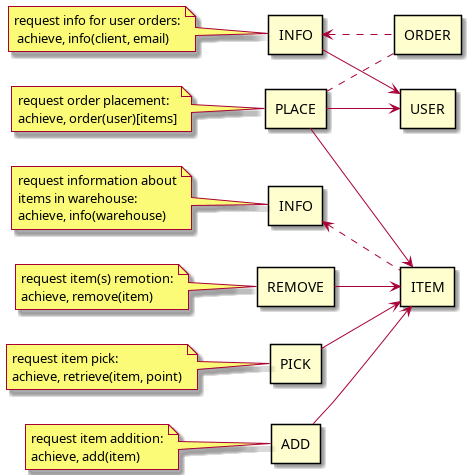 request info for user orders:
achieve, info(client, email)
INFO
ORDER
request order placement:
achieve, order(user)[items]
PLACE
USER
request information about
items in warehouse:
achieve, info(warehouse)
INFO
request item(s) remotion:
achieve, remove(item)
REMOVE
ITEM
request item pick:
achieve, retrieve(item, point)
PICK
request item addition:
achieve, add(item)
ADD